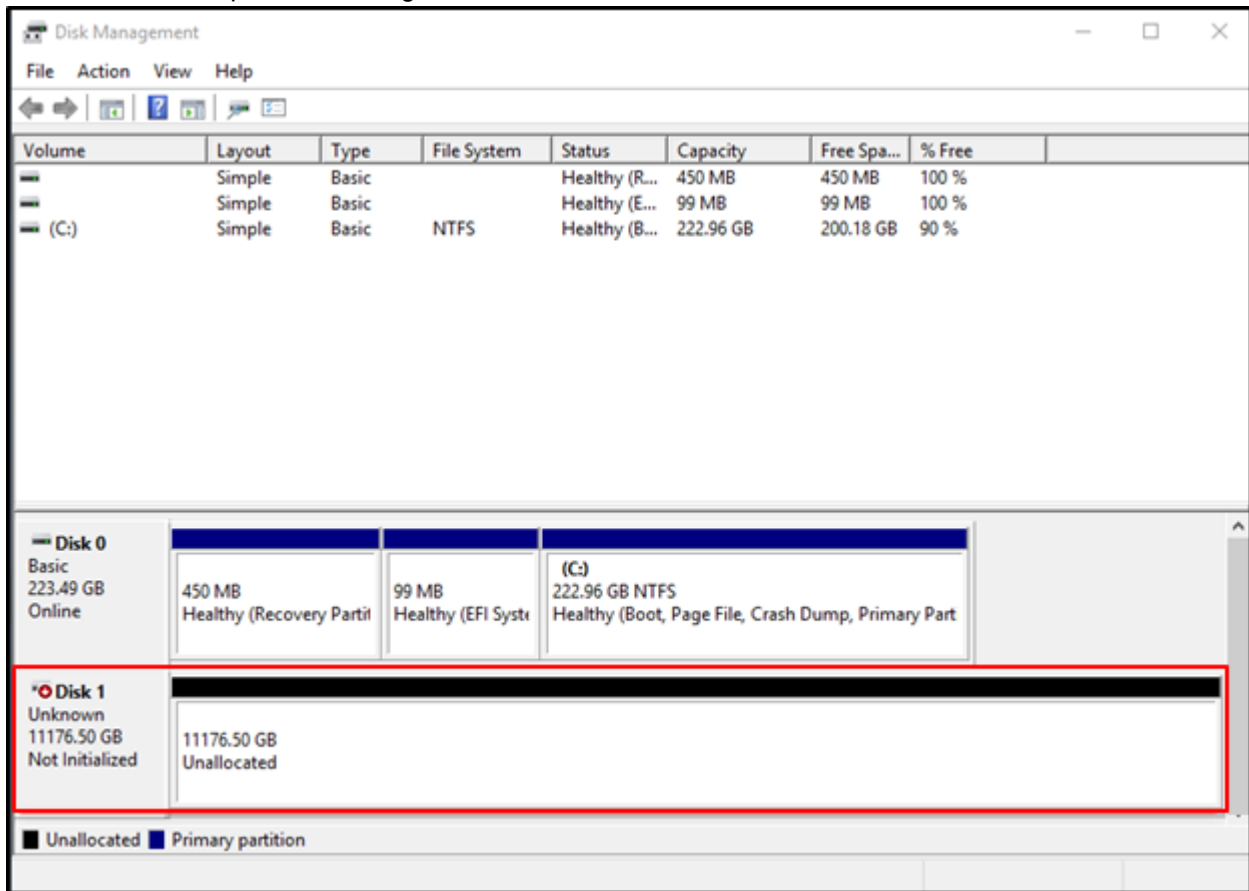 Disk Management
File Action View Help
Volume Layout Type File System Status Capacity Free Spa... % Free
Simple Basic Healthy (R... 450 MB 450 MB 100 %
Simple Basic Healthy (E... 99 MB 99 MB 100 %
(C:) Simple Basic NTFS Healthy (B... 222.96 GB 200.18 GB 90 %
Disk 0
Basic
223.49 GB
Online
450 MB
Healthy (Recovery Partit
99 MB
Healthy (EFI Syste
(C:)
222.96 GB NTFS
Healthy (Boot, Page File, Crash Dump, Primary Part
Disk 1
Unknown
11176.50 GB
Not Initialized
11176.50 GB
Unallocated
Unallocated Primary partition